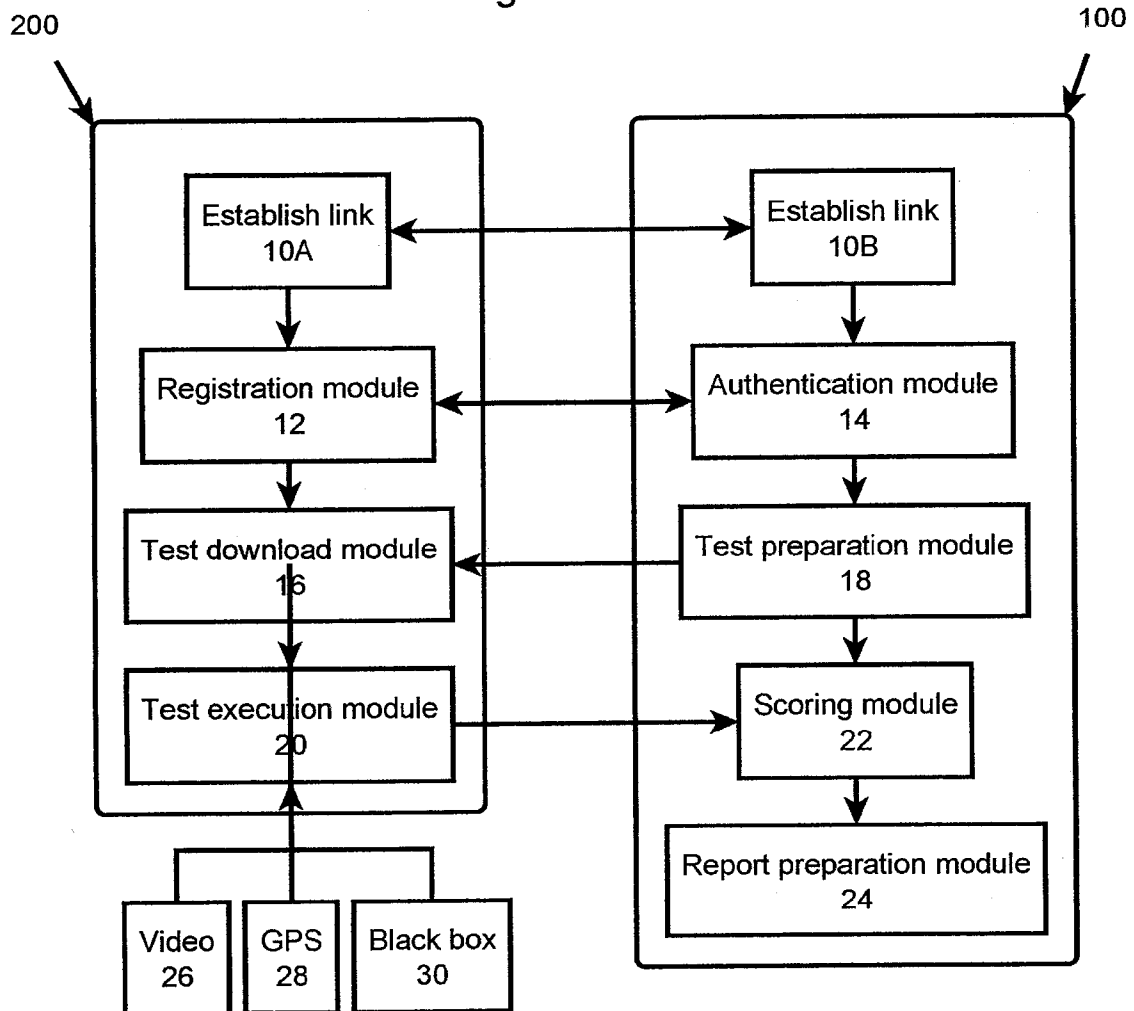 200
100
Establish link
10A
Establish link
10B
Registration module
12
Authentication module
14
Test download module
16
Test preparation module
18
Test execution module
20
Scoring module
22
Report preparation module
24
Video
26
GPS
28
Black box
30